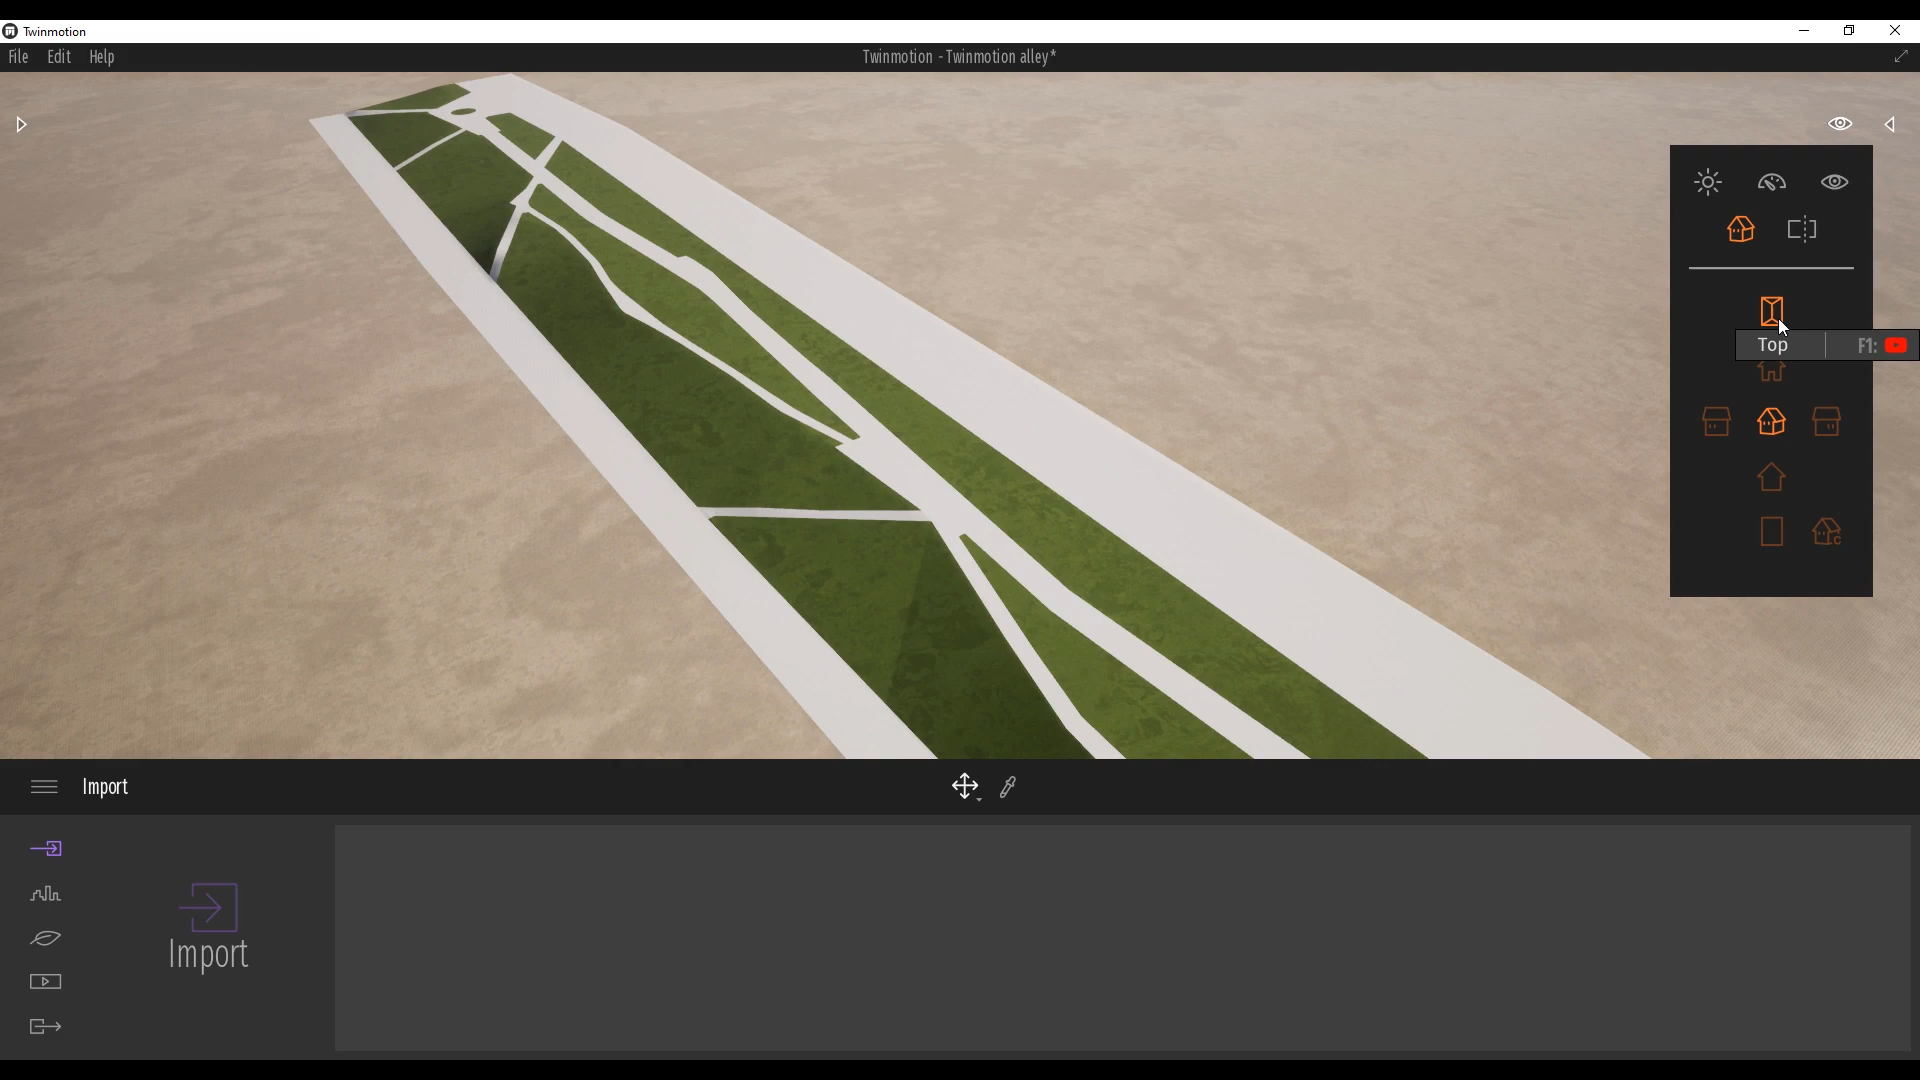 Twinmotion
File Edit Help
Twinmotion - Twinmotion alley*
Top F1:
C
Import
Import